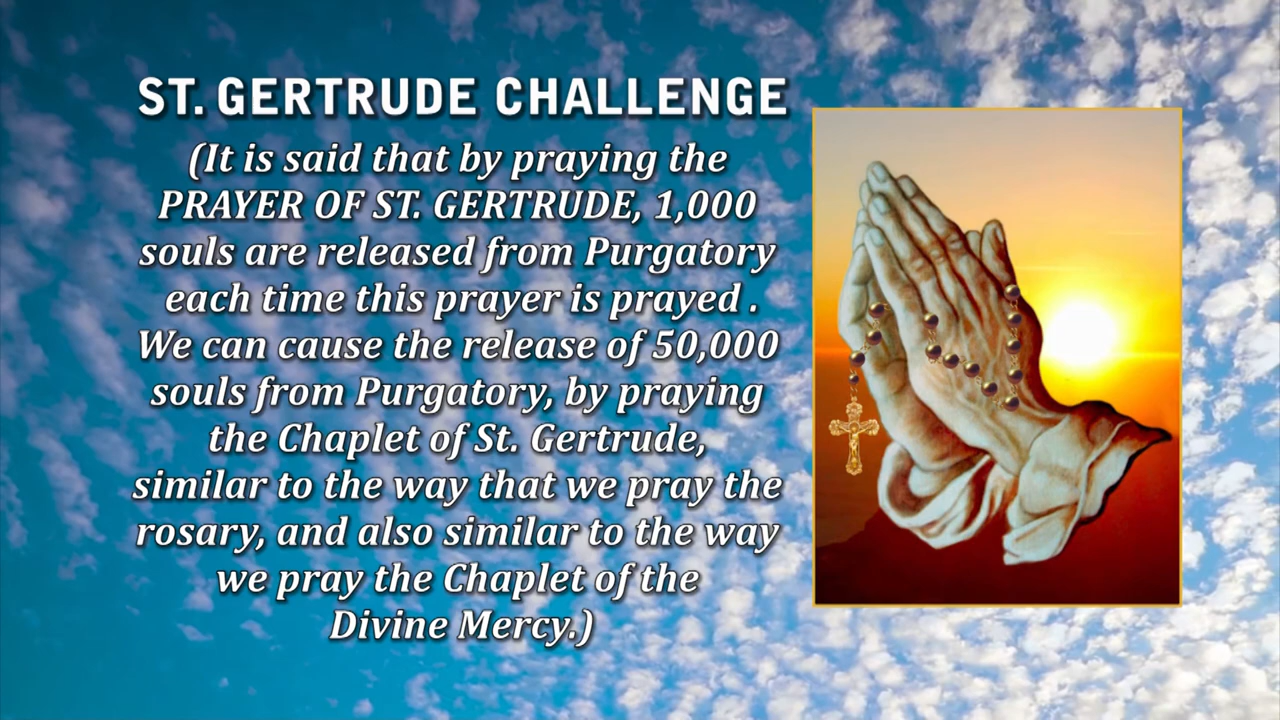 ST. GERTRUDE CHALLENGE
(It is said that by praying the
PRAYER OF ST. GERTRUDE, 1,000
souls are released from Purgatory
each time this prayer is prayed .
We can cause the release of 50,000
souls from Purgatory, by praying
the Chaplet of St. Gertrude,
similar to the way that we pray the
rosary, and also similar to the way
we pray the Chaplet of the
Divine Mercy.)